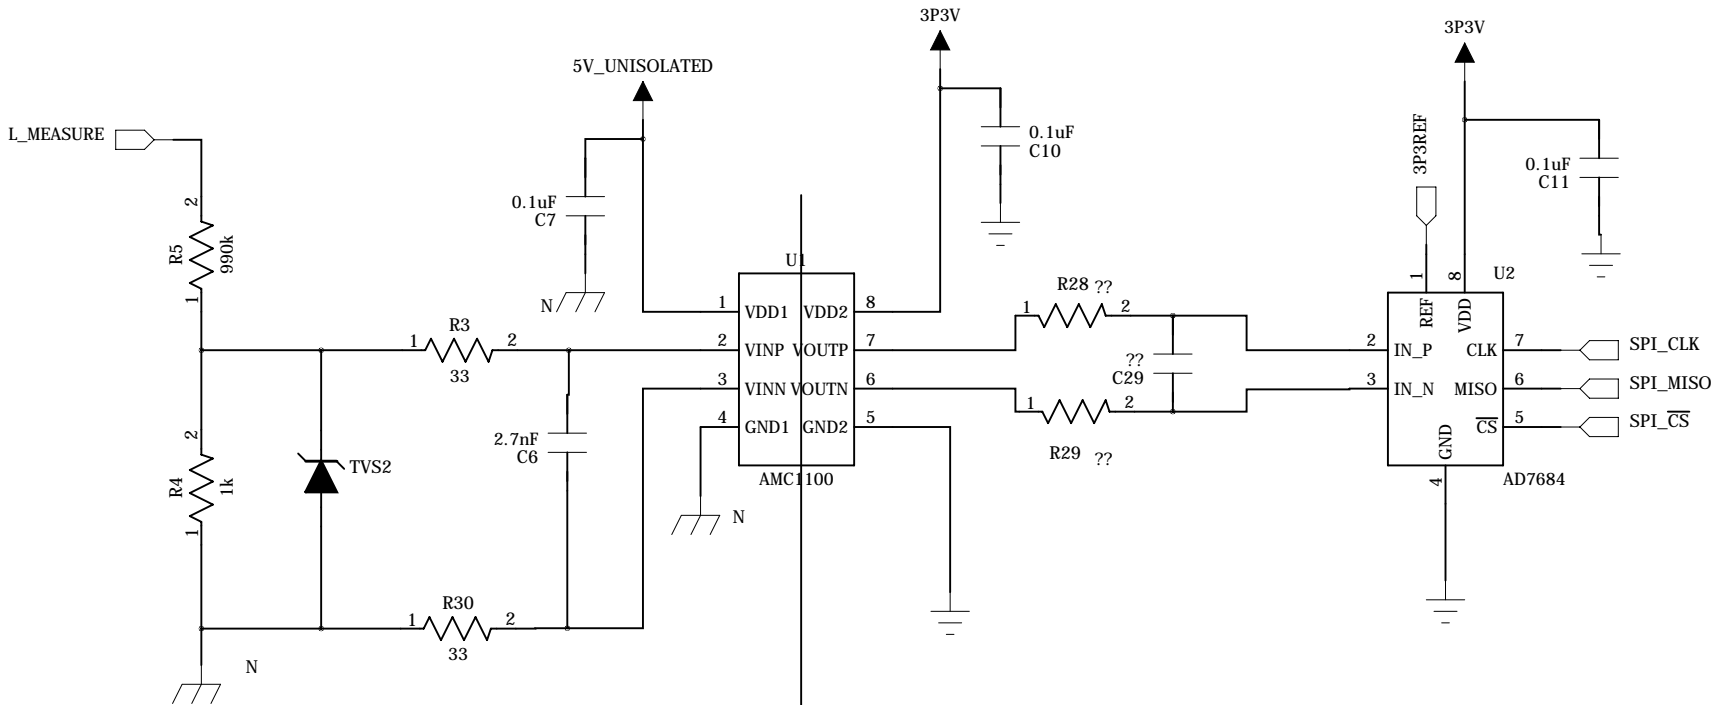 3P3V
3P3V
5V_UNISOLATED
L_MEASURE
0.1uF
C10
3P3REF
0.1uF
C11
0.1uF
C7
2
R5
990k
1
N
U1
1
VDD1
VDD2
8
R28
??
1
2
1
8
U2
REF
VDD
R3
1
2
33
2
VINP
VOUTP
7
??
C29
2
IN_P
CLK
7
SPI_CLK
3
VINN
VOUTN
6
1
2
3
IN_N
MISO
6
SPI_MISO
4
GND1
GND2
5
R29
??
GND
CS
5
SPI_CS
2
R4
1k
1
TVS2
2.7nF
C6
AMC1100
4
AD7684
N
R30
1
2
33
N